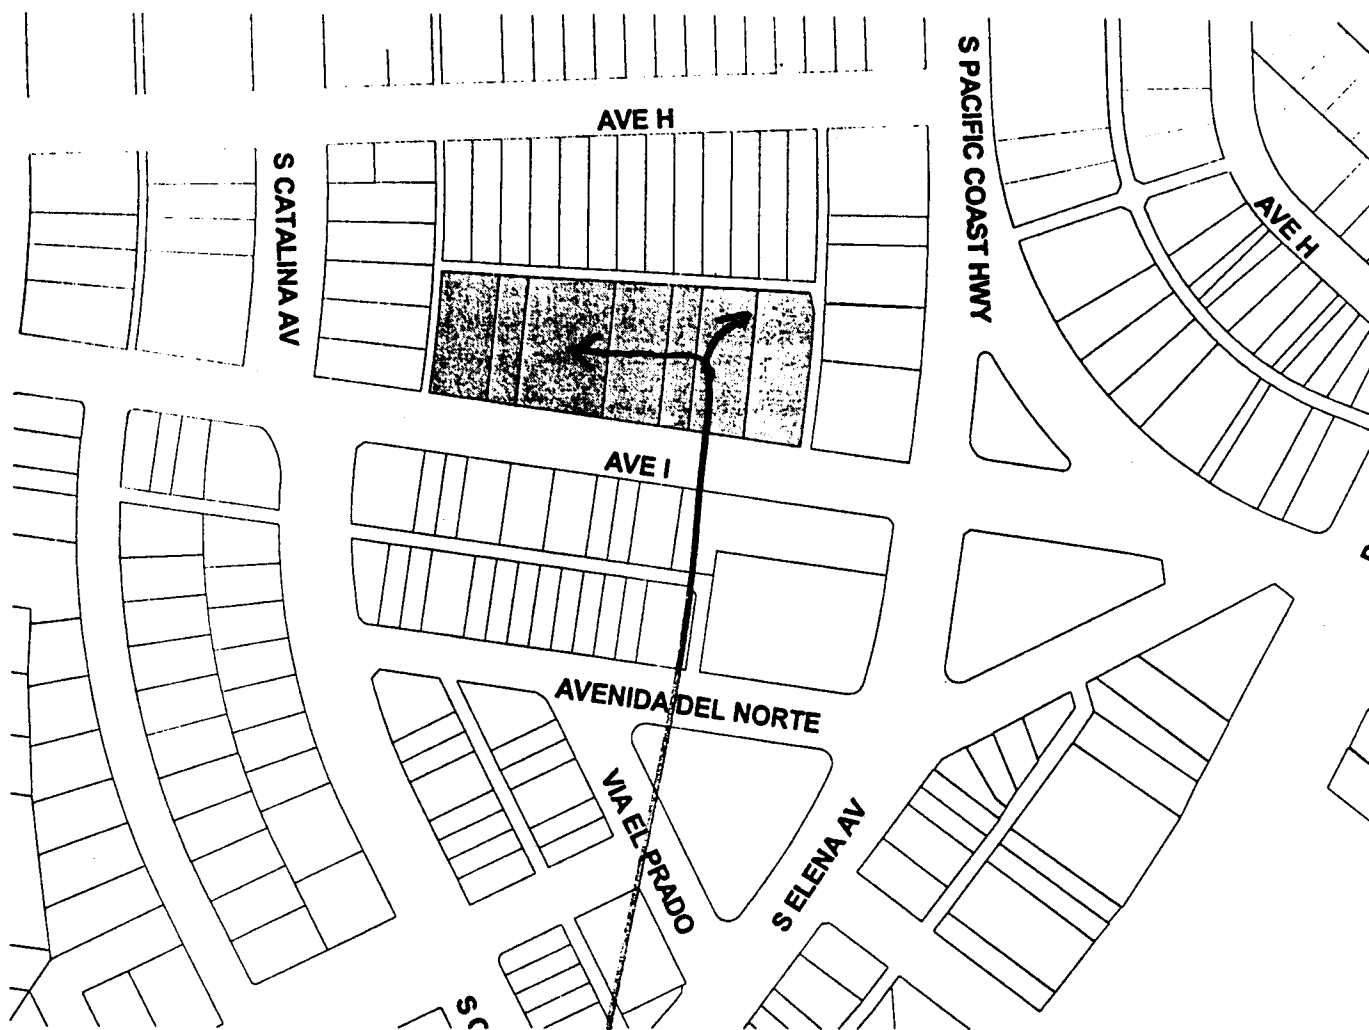 AVE H
S PACIFIC COAST HWY
S CATALINA AV
AVE H
AVE I
AVENIDA DEL NORTE
VIA EL PRADO
S ELENA AV